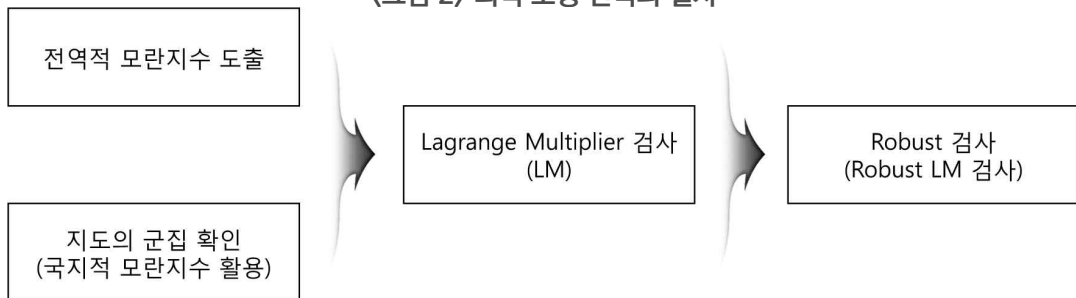 전역적 모란지수 도출
지도의 군집 확인
(국지적 모란지수 활용)
Lagrange Multiplier 검사
(LM)
Robust 검사
(Robust LM 검사)